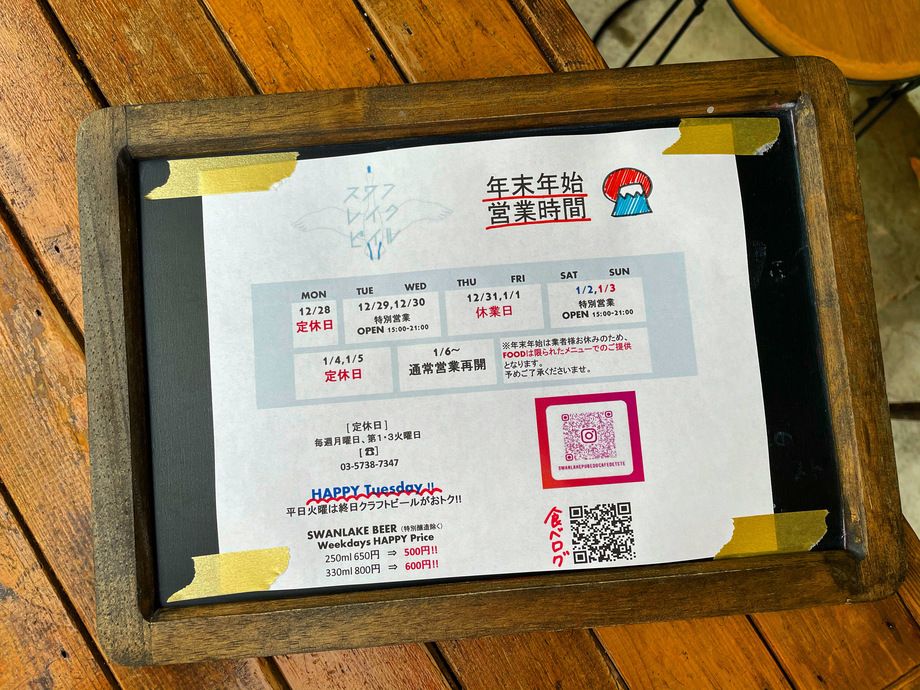 スワン
レイク
ビイル
年末年始
営業時間
MON TUE WED THU FRI SAT SUN
12/28
定休日
12/29,12/30
特別営業
OPEN 15:00-21:00
12/31,1/1
休業日
1/2,1/3
特別営業
OPEN 15:00-21:00
1/4,1/5
定休日
1/6～
通常営業再開
※年末年始は業者様お休みのため、
FOODは限られたメニューでのご提供
となります。
予めご了承くださいませ。
[定休日]
毎週月曜日、第1・3火曜日
[☎]
03-5738-7347
HAPPY Tuesday !!
平日火曜は終日クラフトビールがおトク!!
SWANLAKE BEER（特別醸造除く）
Weekdays HAPPY Price
250ml 650円 ⇒ 500円!!
330ml 800円 ⇒ 600円!!
SWANLAKEPUBEDOCAFEDETETE
食べログ